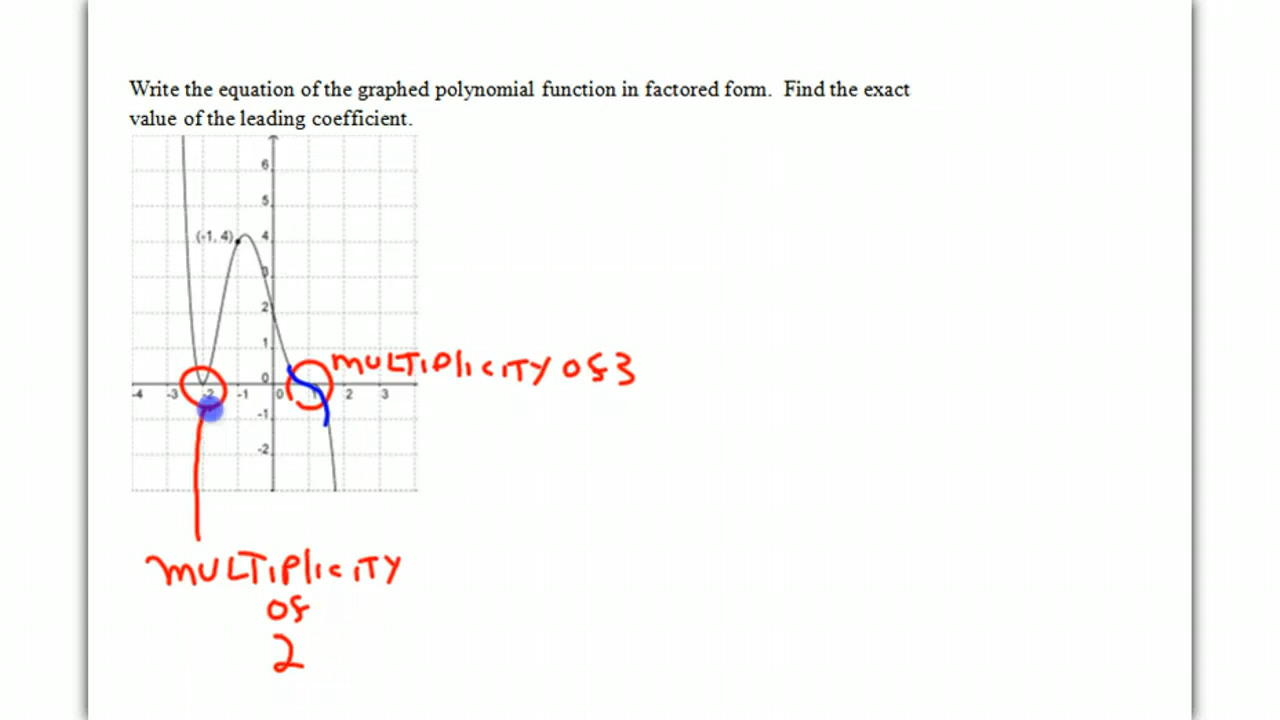 Write the equation of the graphed polynomial function in factored form. Find the exact
value of the leading coefficient.
6
5
(-1, 4) 4
3
2
1
MULTIPLICITY OF 3
0
-4 -3 -2 -1 0 1 2 3
-1
-2
MULTIPLICITY
OF
2